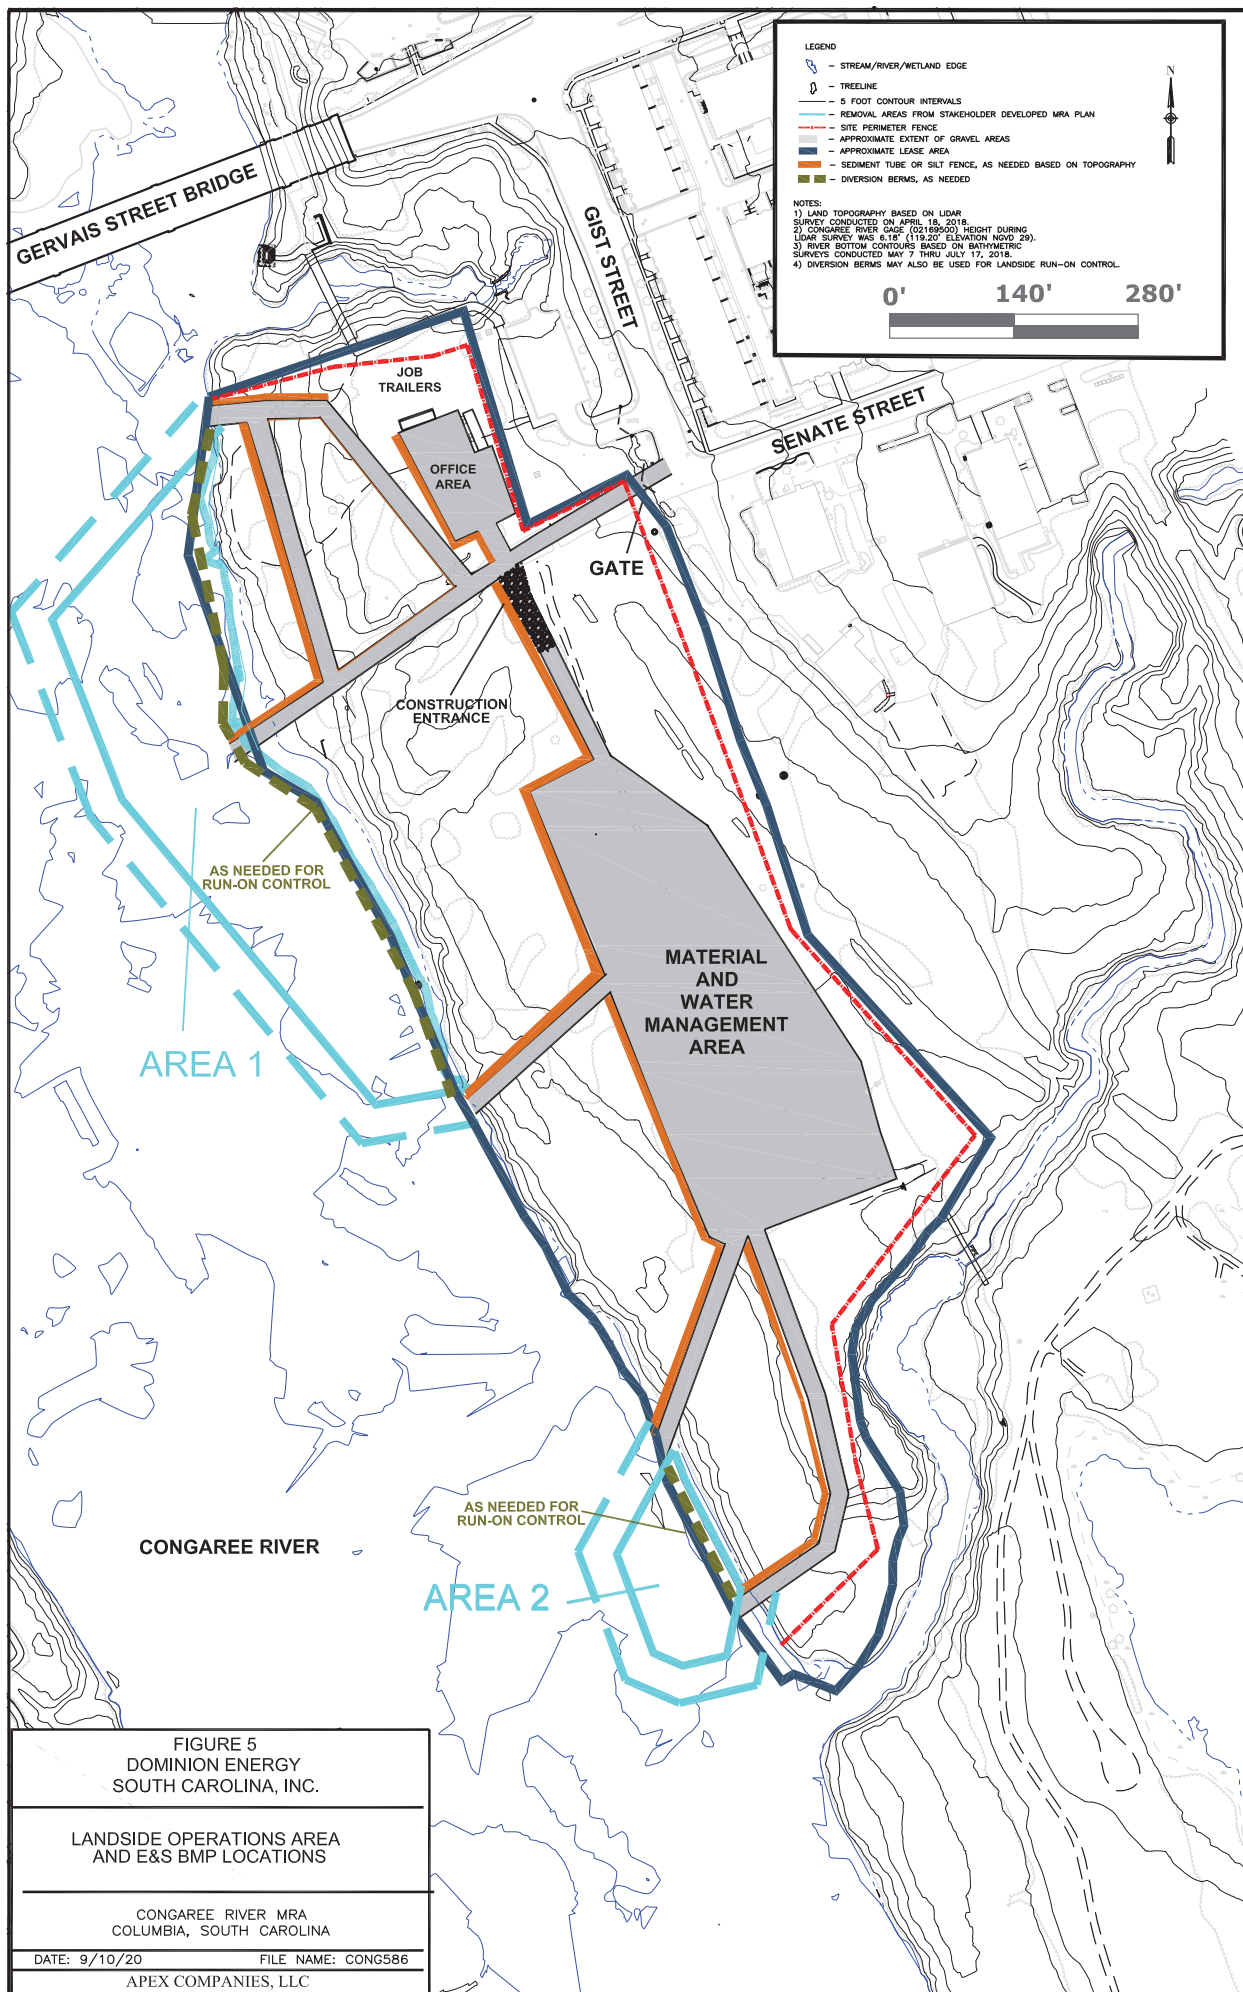 LEGEND
- STREAM/RIVER/WETLAND EDGE
- TREELINE
- 5 FOOT CONTOUR INTERVALS
- REMOVAL AREAS FROM STAKEHOLDER DEVELOPED MRA PLAN
- SITE PERIMETER FENCE
- APPROXIMATE EXTENT OF GRAVEL AREAS
- APPROXIMATE LEASE AREA
- SEDIMENT TUBE OR SILT FENCE, AS NEEDED BASED ON TOPOGRAPHY
- DIVERSION BERMS, AS NEEDED
N
NOTES:
1) LAND TOPOGRAPHY BASED ON LIDAR
SURVEY CONDUCTED ON APRIL 18, 2018.
2) CONGAREE RIVER GAGE (02169500) HEIGHT DURING
LIDAR SURVEY WAS 6.18' (119.20' ELEVATION NGVD 29).
3) RIVER BOTTOM CONTOURS BASED ON BATHYMETRIC
SURVEYS CONDUCTED MAY 7 THRU JULY 17, 2018.
4) DIVERSION BERMS MAY ALSO BE USED FOR LANDSIDE RUN-ON CONTROL.
0' 140' 280'
GERVAIS STREET BRIDGE
GIST STREET
SENATE STREET
JOB
TRAILERS
OFFICE
AREA
GATE
CONSTRUCTION
ENTRANCE
AS NEEDED FOR
RUN-ON CONTROL
MATERIAL
AND
WATER
MANAGEMENT
AREA
AREA 1
AS NEEDED FOR
RUN-ON CONTROL
CONGAREE RIVER
AREA 2
FIGURE 5
DOMINION ENERGY
SOUTH CAROLINA, INC.
LANDSIDE OPERATIONS AREA
AND E&S BMP LOCATIONS
CONGAREE RIVER MRA
COLUMBIA, SOUTH CAROLINA
DATE: 9/10/20 FILE NAME: CONG586
APEX COMPANIES, LLC